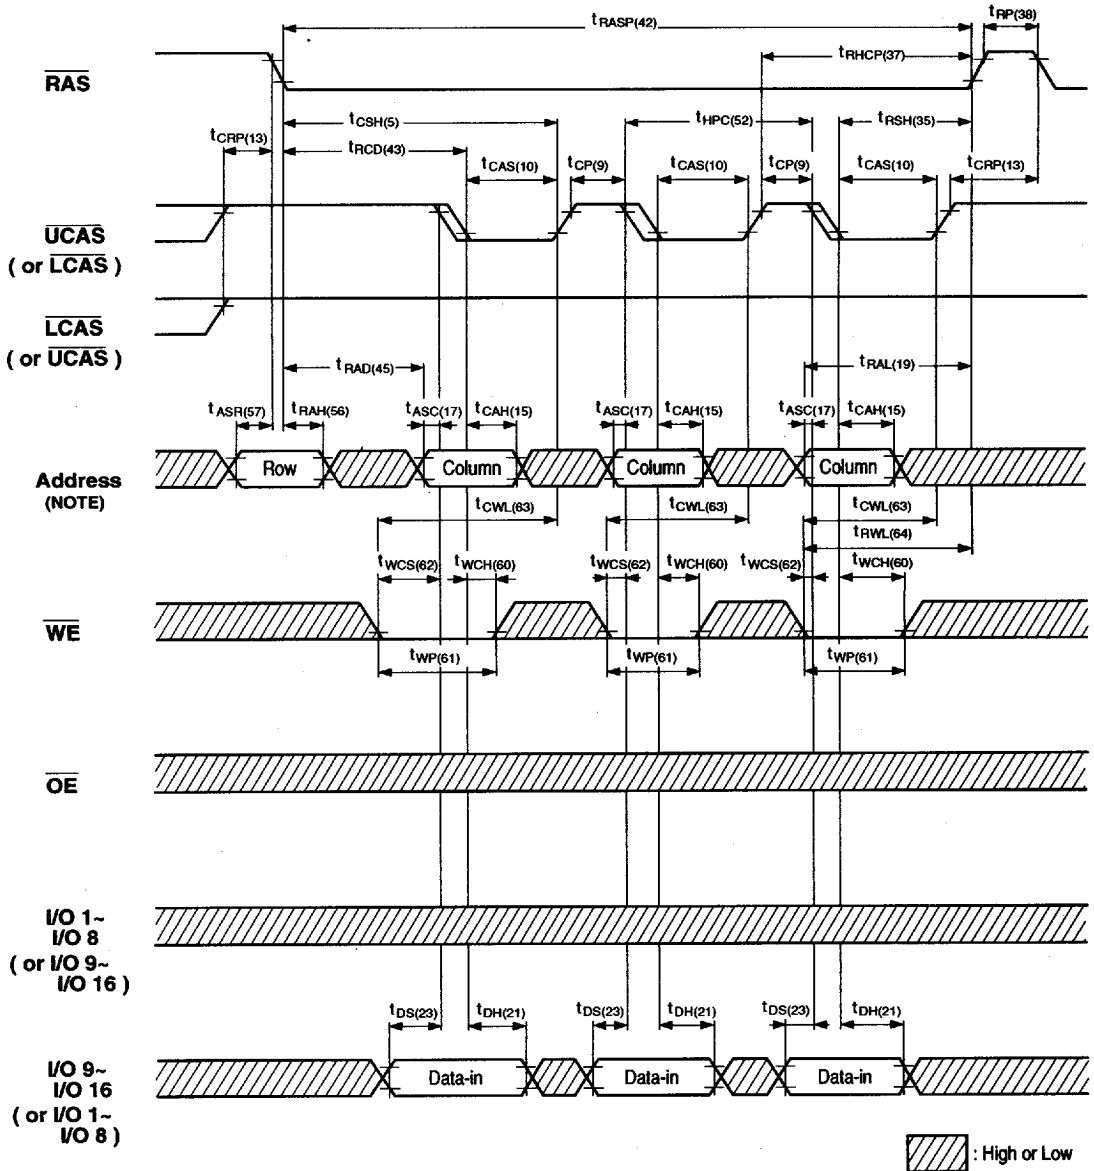 tRASP(42)
tRP(38)
RAS
tRHCP(37)
tCSH(5)
tHPC(52)
tRSH(35)
tCRP(13)
tRCD(43)
tCAS(10)
tCP(9)
tCAS(10)
tCP(9)
tCAS(10)
tCRP(13)
UCAS
( or LCAS )
LCAS
( or UCAS )
tRAD(45)
tRAL(19)
tASR(57)
tRAH(56)
tASC(17)
tCAH(15)
tASC(17)
tCAH(15)
tASC(17)
tCAH(15)
Address
(NOTE)
Row
Column
Column
Column
tCWL(63)
tCWL(63)
tCWL(63)
tRWL(64)
tWCS(62)
tWCH(60)
tWCS(62)
tWCH(60)
tWCS(62)
tWCH(60)
WE
tWP(61)
tWP(61)
tWP(61)
OE
I/O 1~
I/O 8
( or I/O 9~
I/O 16 )
tDS(23)
tDH(21)
tDS(23)
tDH(21)
tDS(23)
tDH(21)
I/O 9~
I/O 16
( or I/O 1~
I/O 8 )
Data-in
Data-in
Data-in
: High or Low